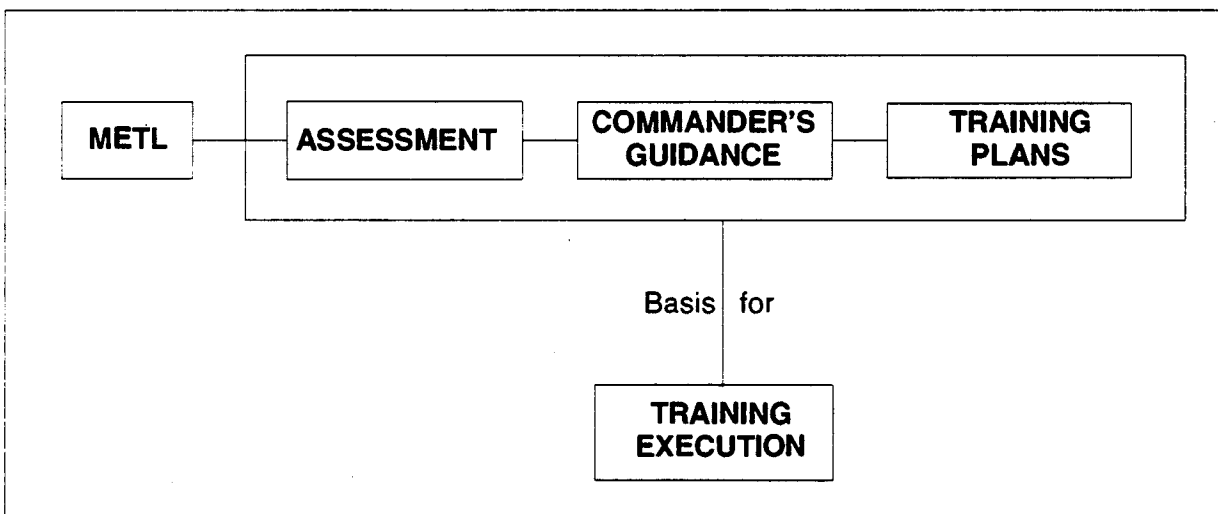 METL
ASSESSMENT
COMMANDER'S
GUIDANCE
TRAINING
PLANS
Basis for
TRAINING
EXECUTION